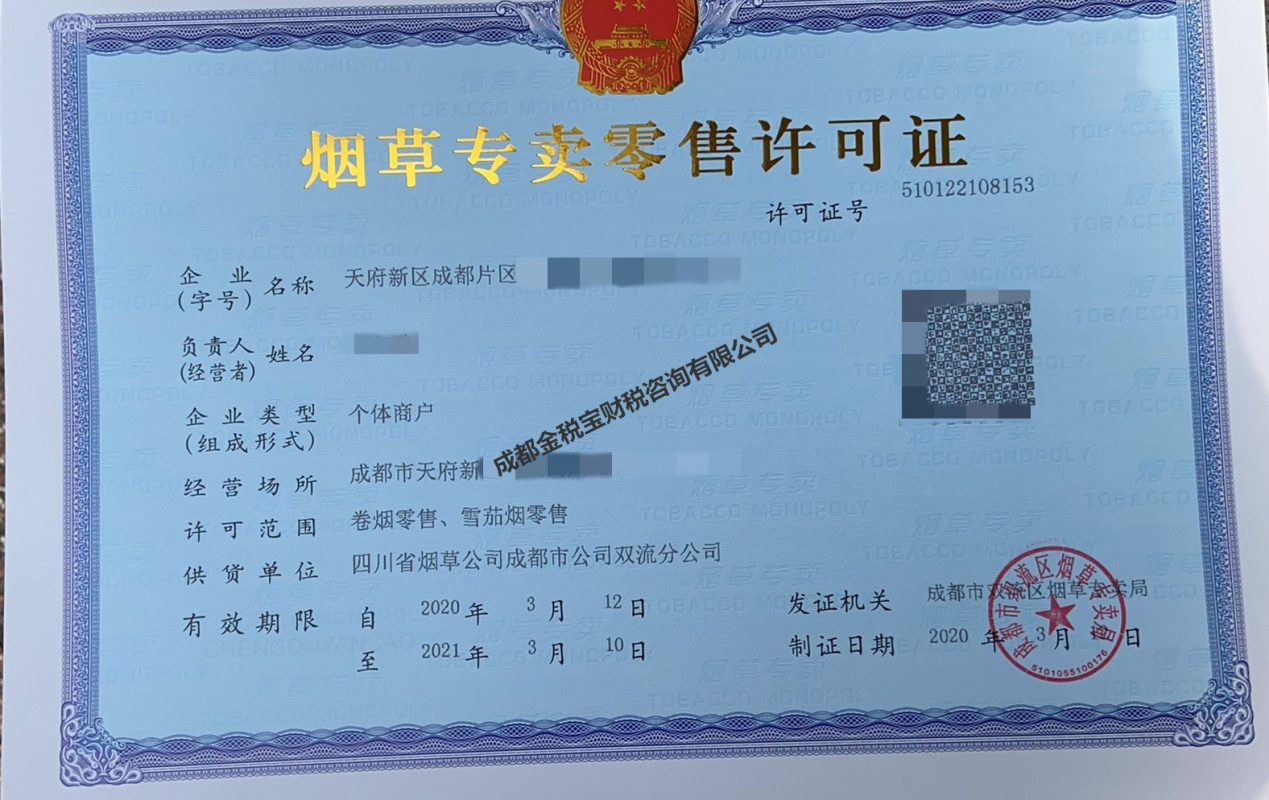 烟草专卖零售许可证
许可证号 510122108153
企业(字号)名称 天府新区成都片区
负责人(经营者)姓名
企业类型(组成形式) 个体商户
经营场所 成都市天府新
许可范围 卷烟零售、雪茄烟零售
供货单位 四川省烟草公司成都市公司双流分公司
有效期限 自 2020 年 3 月 12 日
至 2021 年 3 月 10 日
发证机关 成都市双流区烟草专卖局
制证日期 2020 年 3 月 日
成都市双流区烟草专卖局
5101055100176
成都金税宝财税咨询有限公司
烟草专卖
TOBACCO MONOPOLY